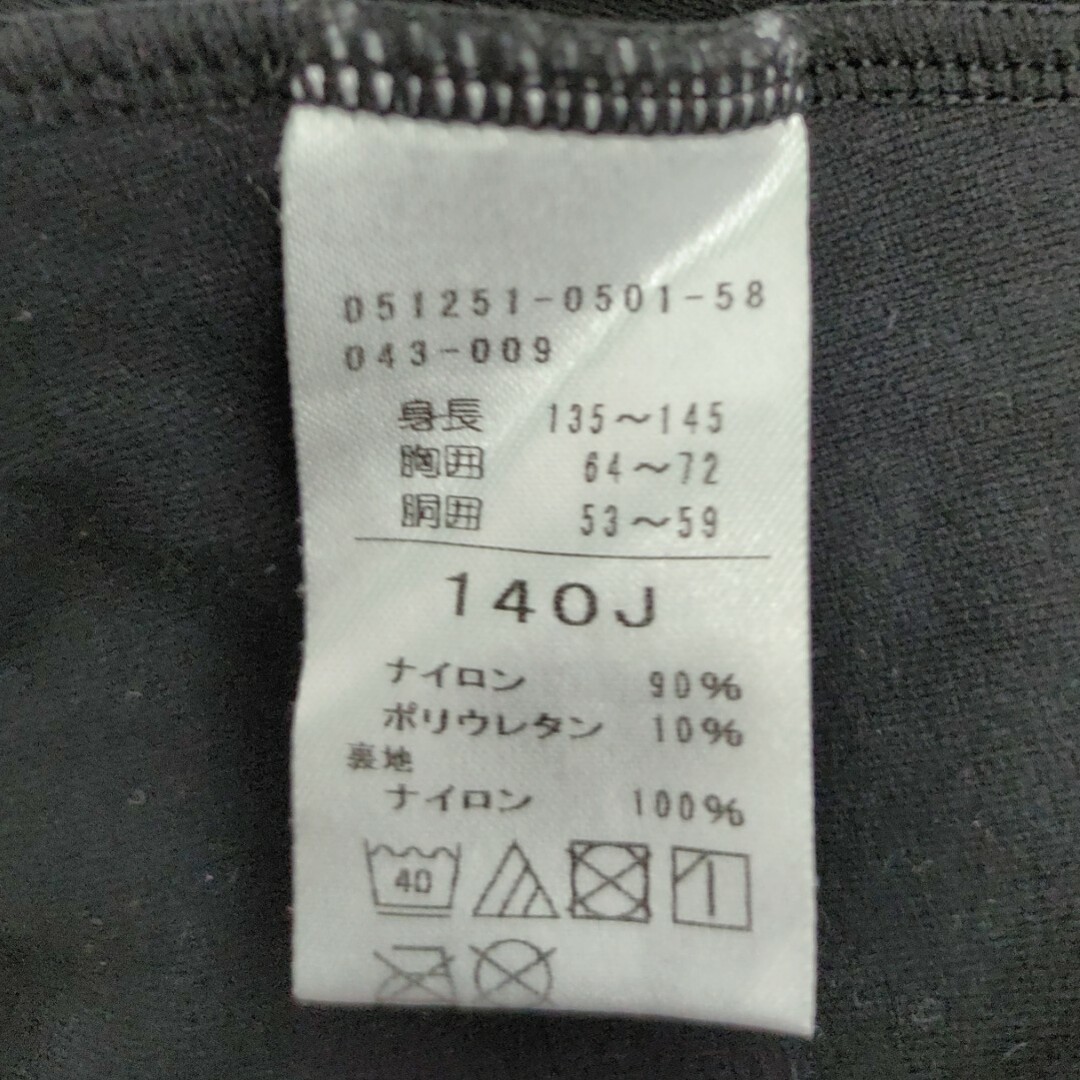 051251-0501-58
043-009
身長 135～145
胸囲 64～72
胴囲 53～59
140J
ナイロン 90%
ポリウレタン 10%
裏地
ナイロン 100%
40